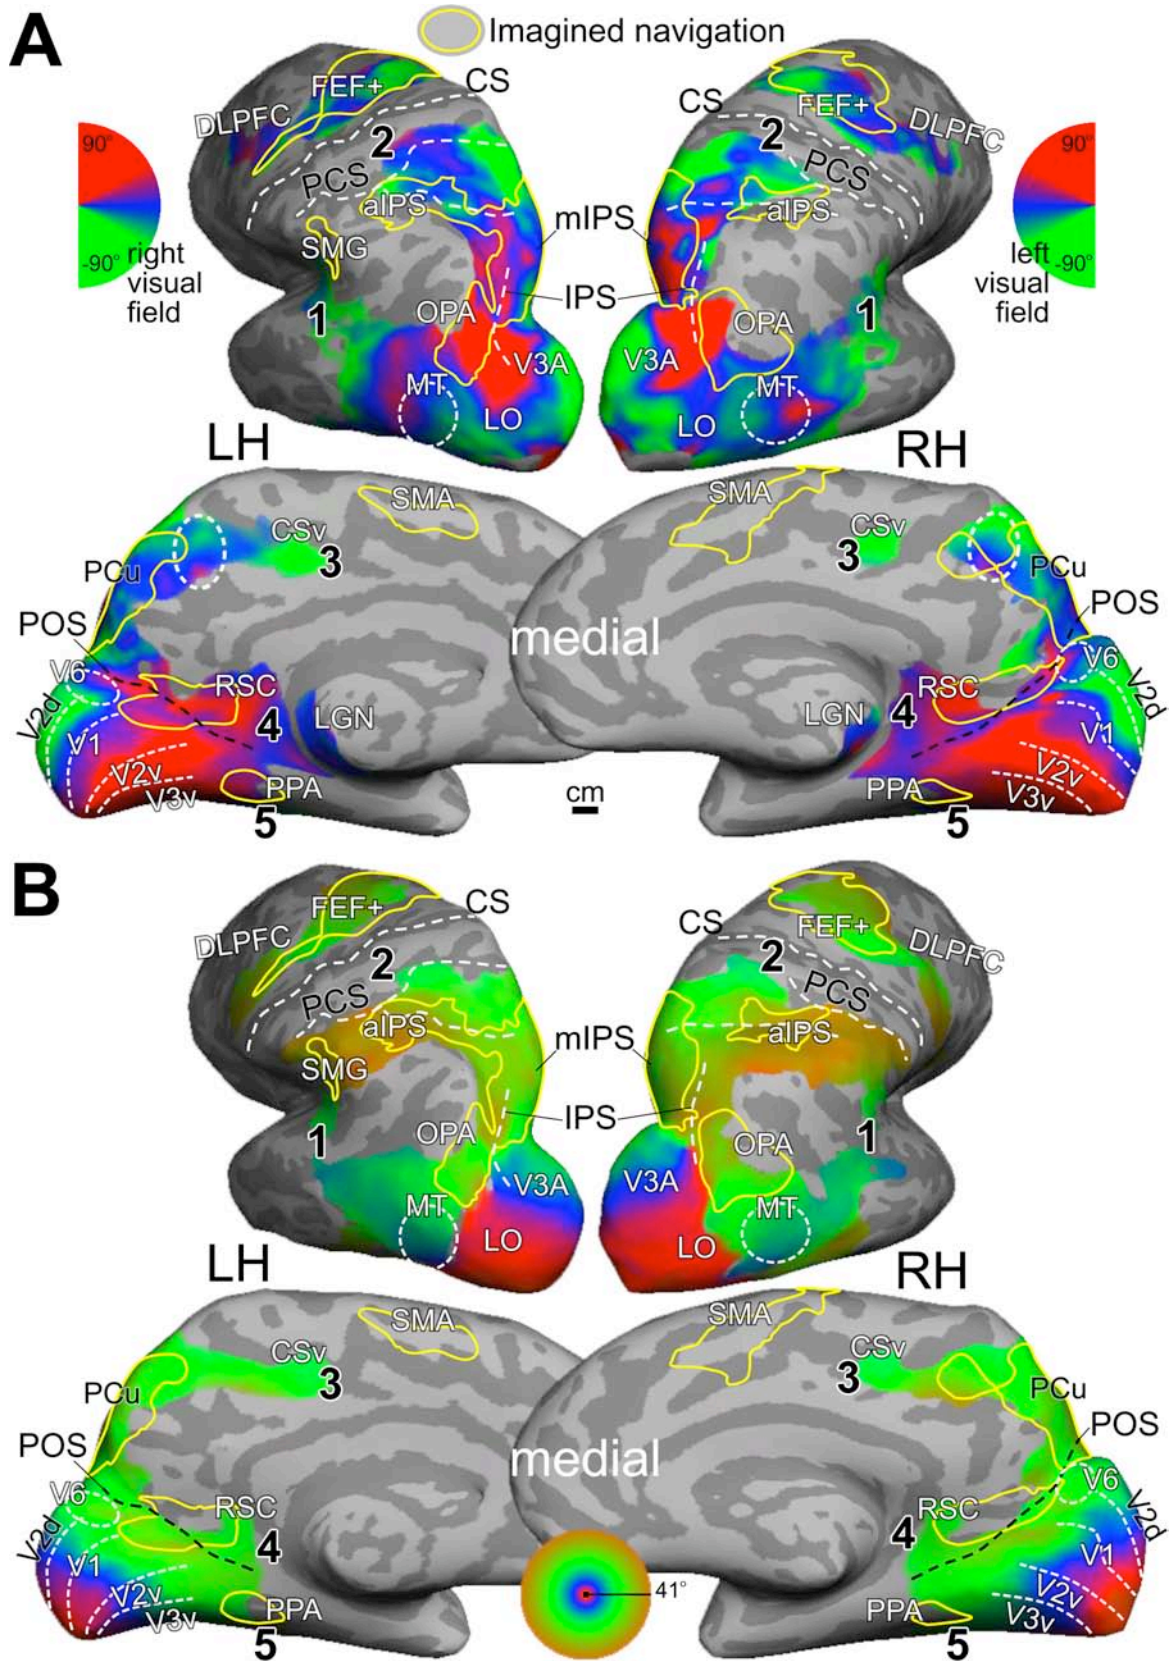 A
Imagined navigation
FEF+
CS
DLPFC
2
PCS
aIPS
SMG
1
OPA
V3A
MT
LO
90°
-90°
right
visual
field
mIPS
IPS
CS
FEF+
DLPFC
2
PCS
aIPS
OPA
1
V3A
MT
LO
90°
-90°
left
visual
field
LH
RH
SMA
CSv
3
PCu
POS
V6
V2d
V1
V2v
V3v
RSC
4
LGN
PPA
5
medial
cm
SMA
CSv
3
PCu
POS
V6
V2d
V1
V2v
V3v
RSC
4
LGN
PPA
5
B
FEF+
CS
DLPFC
2
PCS
aIPS
SMG
1
OPA
V3A
MT
LO
mIPS
IPS
CS
FEF+
DLPFC
2
PCS
aIPS
OPA
1
V3A
MT
LO
LH
RH
SMA
CSv
3
PCu
POS
V6
V2d
V1
V2v
V3v
RSC
4
PPA
5
medial
41°
SMA
CSv
3
PCu
POS
V6
V2d
V1
V2v
V3v
RSC
4
PPA
5